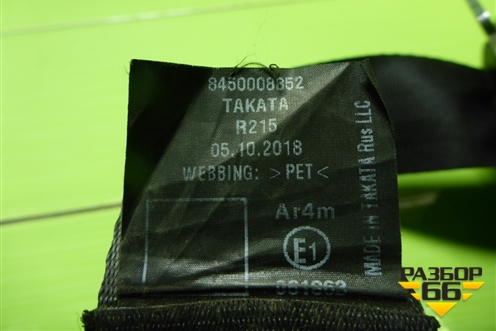 8450008352
TAKATA
R215
05.10.2018
WEBBING: >PET<
Ar4m
E1
MADE IN TAKATA Rus LLC
РАЗБОР
66